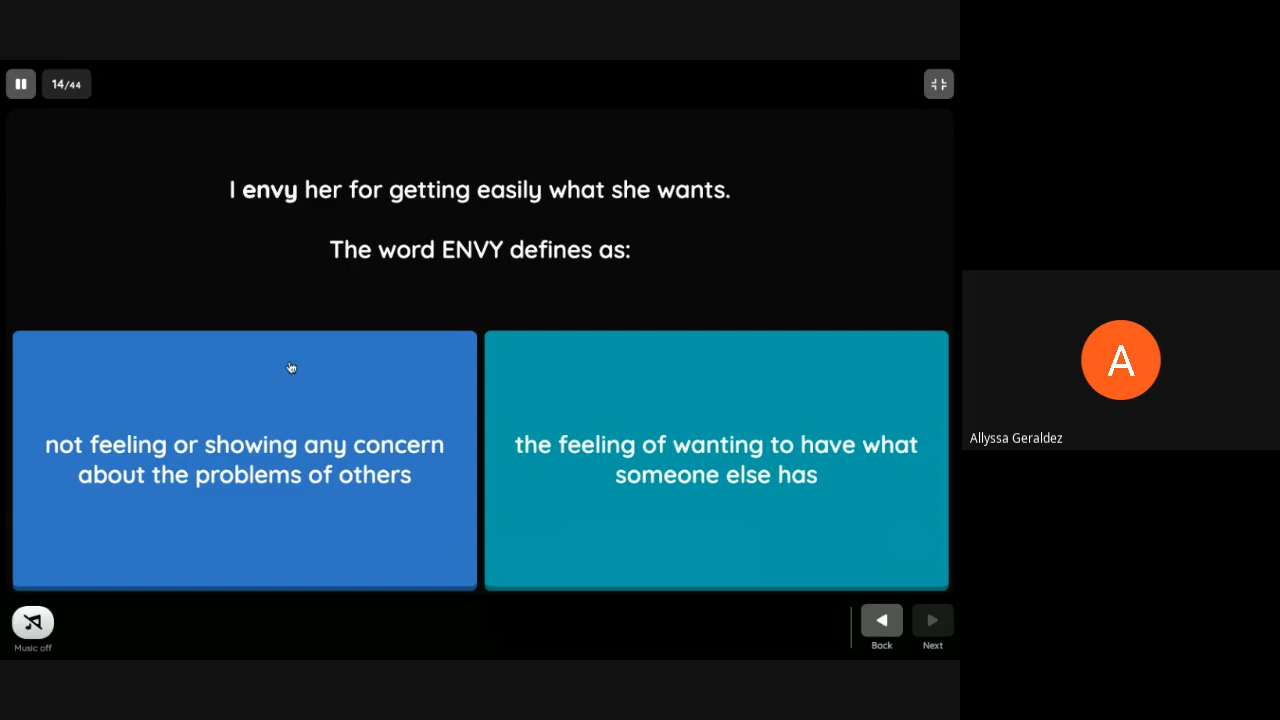 14/44
I envy her for getting easily what she wants.
The word ENVY defines as:
not feeling or showing any concern
about the problems of others
the feeling of wanting to have what
someone else has
A
Allyssa Geraldez
Music off
Back
Next